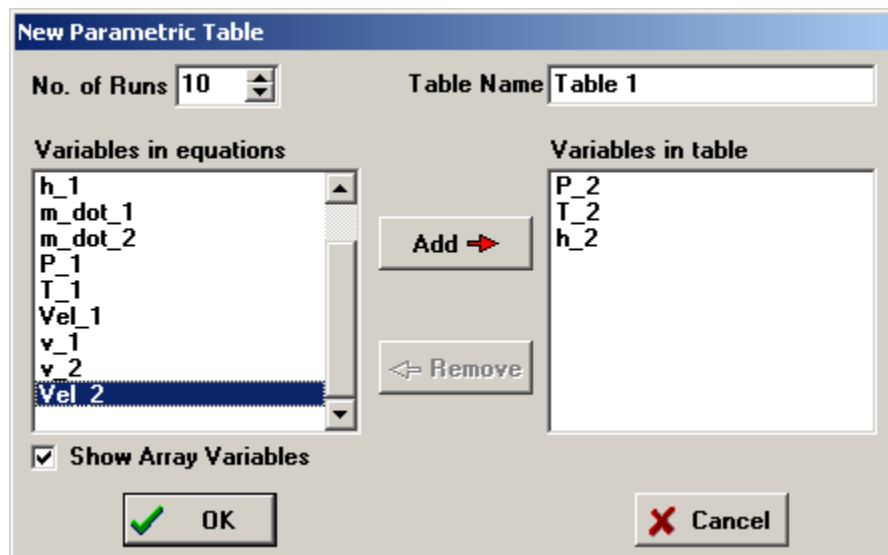 New Parametric Table
No. of Runs 10 Table Name Table 1
Variables in equations
h_1
m_dot_1
m_dot_2
P_1
T_1
Vel_1
v_1
v_2
Vel_2
Add
Remove
Variables in table
P_2
T_2
h_2
Show Array Variables
OK Cancel